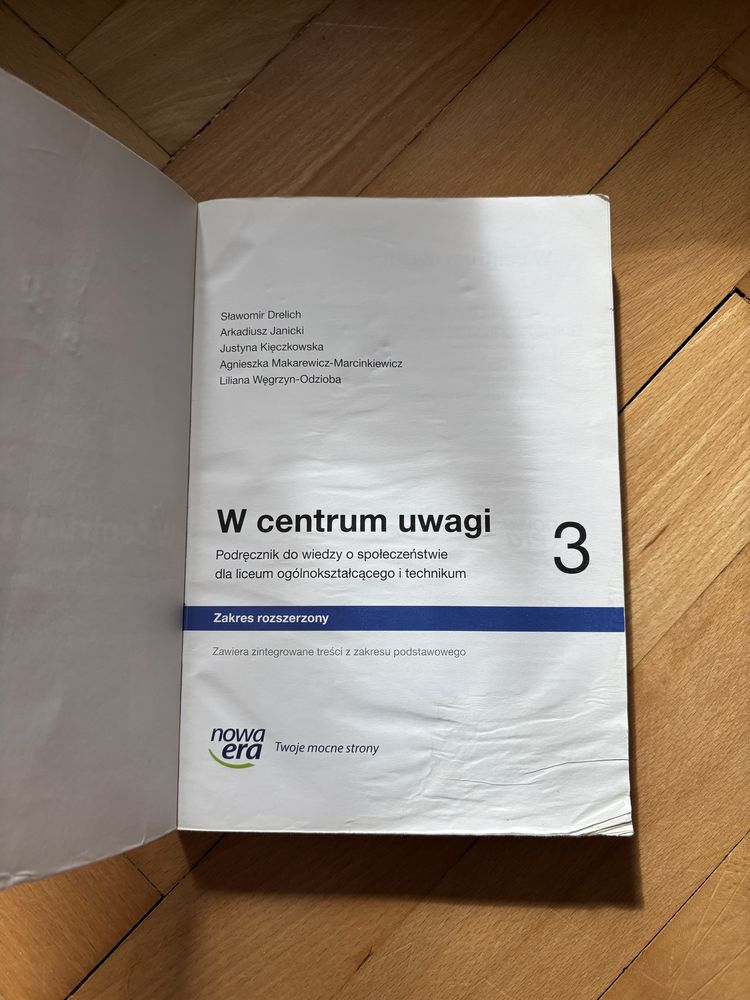 Sławomir Drelich
Arkadiusz Janicki
Justyna Kięczkowska
Agnieszka Makarewicz-Marcinkiewicz
Liliana Węgrzyn-Odzioba
W centrum uwagi
3
Podręcznik do wiedzy o społeczeństwie
dla liceum ogólnokształcącego i technikum
Zakres rozszerzony
Zawiera zintegrowane treści z zakresu podstawowego
nowa
era
Twoje mocne strony